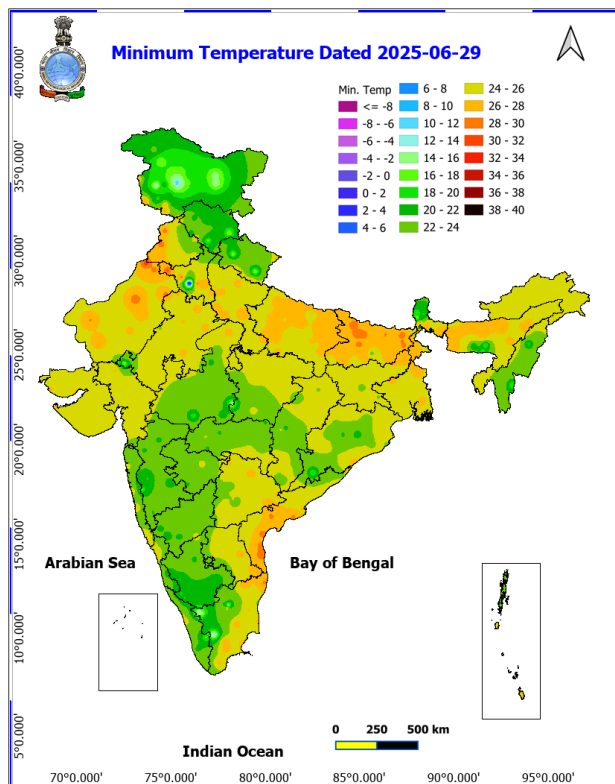 Minimum Temperature Dated 2025-06-29
Min. Temp
<= -8
-8 - -6
-6 - -4
-4 - -2
-2 - 0
0 - 2
2 - 4
4 - 6
6 - 8
8 - 10
10 - 12
12 - 14
14 - 16
16 - 18
18 - 20
20 - 22
22 - 24
24 - 26
26 - 28
28 - 30
30 - 32
32 - 34
34 - 36
36 - 38
38 - 40
40°0.000'
35°0.000'
30°0.000'
25°0.000'
20°0.000'
15°0.000'
10°0.000'
5°0.000'
Arabian Sea
Bay of Bengal
Indian Ocean
0 250 500 km
70°0.000' 75°0.000' 80°0.000' 85°0.000' 90°0.000' 95°0.000'